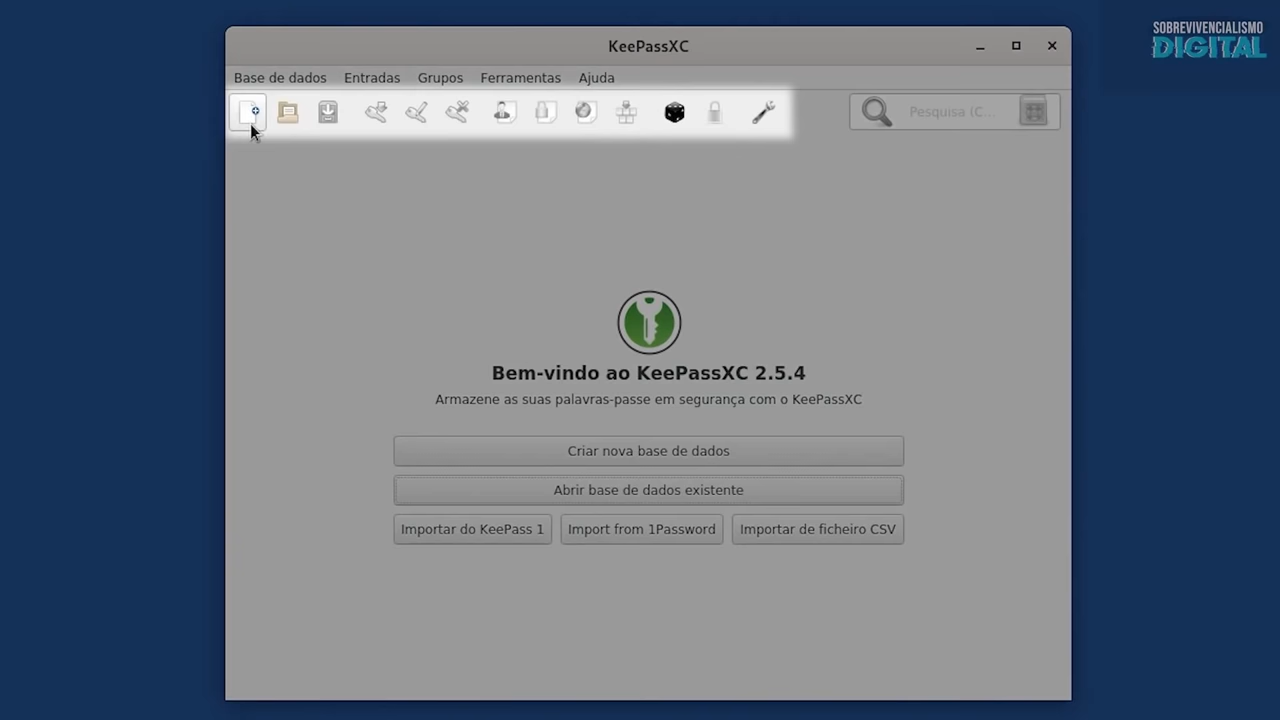 SOBREVIVENCIALISMO
DIGITAL
KeePassXC
Base de dados Entradas Grupos Ferramentas Ajuda
Pesquisa (C...
Bem-vindo ao KeePassXC 2.5.4
Armazene as suas palavras-passe em segurança com o KeePassXC
Criar nova base de dados
Abrir base de dados existente
Importar do KeePass 1 Import from 1Password Importar de ficheiro CSV